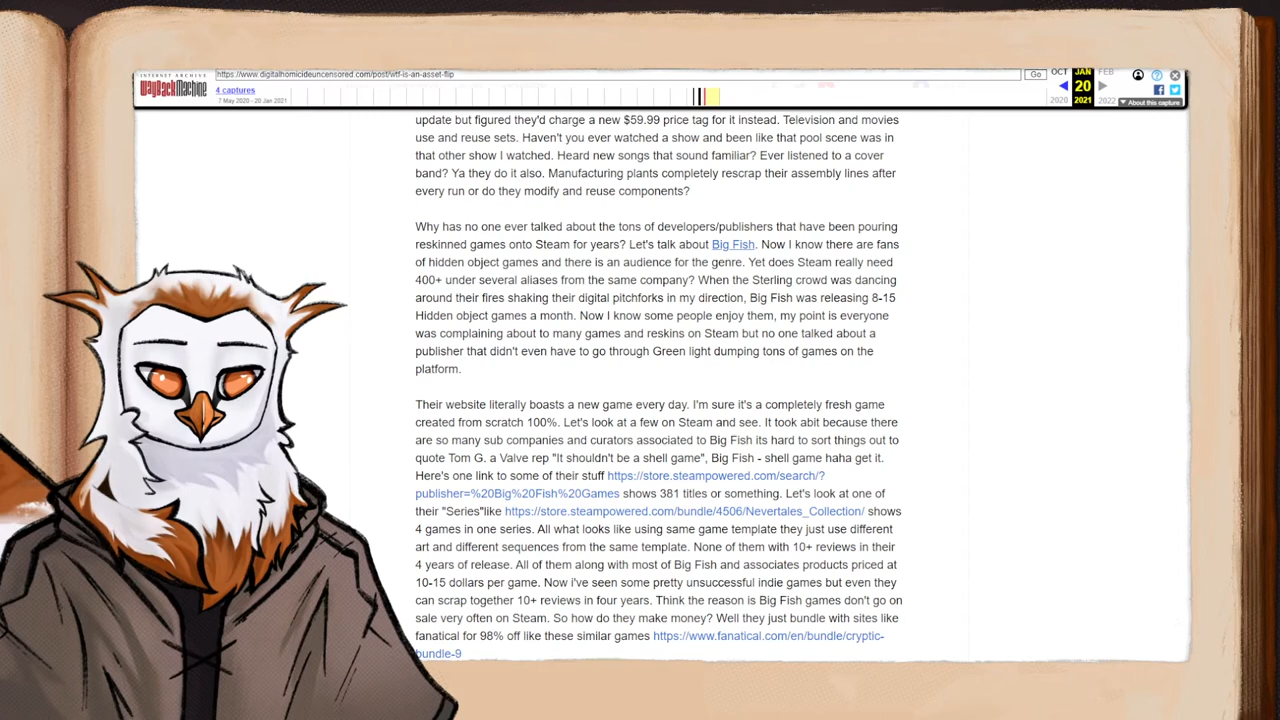 INTERNET ARCHIVE
WayBackMachine
https://www.digitalhomicideuncensored.com/post/wtf-is-an-asset-flip
Go
OCT
JAN
FEB
4 captures
7 May 2020 - 20 Jan 2021
20
2020
2021
2022
About this capture
update but figured they'd charge a new $59.99 price tag for it instead. Television and movies
use and reuse sets. Haven't you ever watched a show and been like that pool scene was in
that other show I watched. Heard new songs that sound familiar? Ever listened to a cover
band? Ya they do it also. Manufacturing plants completely rescrap their assembly lines after
every run or do they modify and reuse components?
Why has no one ever talked about the tons of developers/publishers that have been pouring
reskinned games onto Steam for years? Let's talk about Big Fish. Now I know there are fans
of hidden object games and there is an audience for the genre. Yet does Steam really need
400+ under several aliases from the same company? When the Sterling crowd was dancing
around their fires shaking their digital pitchforks in my direction, Big Fish was releasing 8-15
Hidden object games a month. Now I know some people enjoy them, my point is everyone
was complaining about to many games and reskins on Steam but no one talked about a
publisher that didn't even have to go through Green light dumping tons of games on the
platform.
Their website literally boasts a new game every day. I'm sure it's a completely fresh game
created from scratch 100%. Let's look at a few on Steam and see. It took abit because there
are so many sub companies and curators associated to Big Fish its hard to sort things out to
quote Tom G. a Valve rep "It shouldn't be a shell game", Big Fish - shell game haha get it.
Here's one link to some of their stuff https://store.steampowered.com/search/?
publisher=%20Big%20Fish%20Games shows 381 titles or something. Let's look at one of
their "Series"like https://store.steampowered.com/bundle/4506/Nevertales_Collection/ shows
4 games in one series. All what looks like using same game template they just use different
art and different sequences from the same template. None of them with 10+ reviews in their
4 years of release. All of them along with most of Big Fish and associates products priced at
10-15 dollars per game. Now i've seen some pretty unsuccessful indie games but even they
can scrap together 10+ reviews in four years. Think the reason is Big Fish games don't go on
sale very often on Steam. So how do they make money? Well they just bundle with sites like
fanatical for 98% off like these similar games https://www.fanatical.com/en/bundle/cryptic-
bundle-9